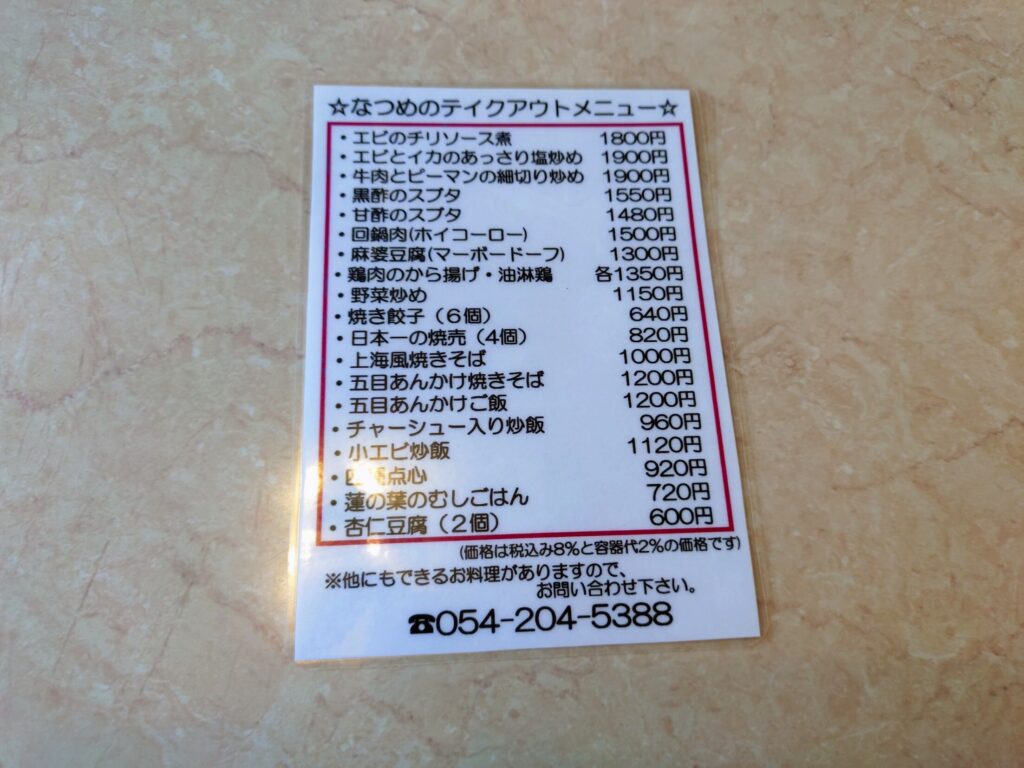 ☆なつめのテイクアウトメニュー☆
・エビのチリソース煮 1800円
・エビとイカのあっさり塩炒め 1900円
・牛肉とピーマンの細切り炒め 1900円
・黒酢のスブタ 1550円
・甘酢のスブタ 1480円
・回鍋肉(ホイコーロー) 1500円
・麻婆豆腐(マーボードーフ) 1300円
・鶏肉のから揚げ・油淋鶏 各1350円
・野菜炒め 1150円
・焼き餃子(6個) 640円
・日本一の焼売(4個) 820円
・上海風焼きそば 1000円
・五目あんかけ焼きそば 1200円
・五目あんかけご飯 1200円
・チャーシュー入り炒飯 960円
・小エビ炒飯 1120円
・点心 920円
・蓮の葉のむしごはん 720円
・杏仁豆腐(2個) 600円
(価格は税込み8%と容器代2%の価格です)
※他にもできるお料理がありますので、
お問い合わせ下さい。
☎054-204-5388